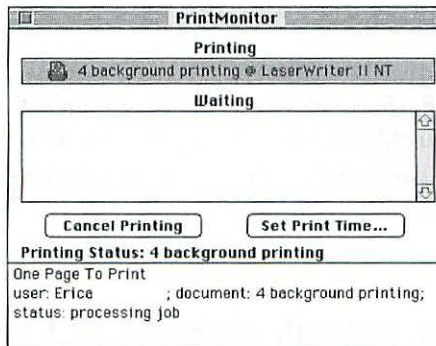 PrintMonitor
Printing
4 background printing @ LaserWriter II NT
Waiting
Cancel Printing
Set Print Time...
Printing Status: 4 background printing
One Page To Print
user: Erica ; document: 4 background printing;
status: processing job